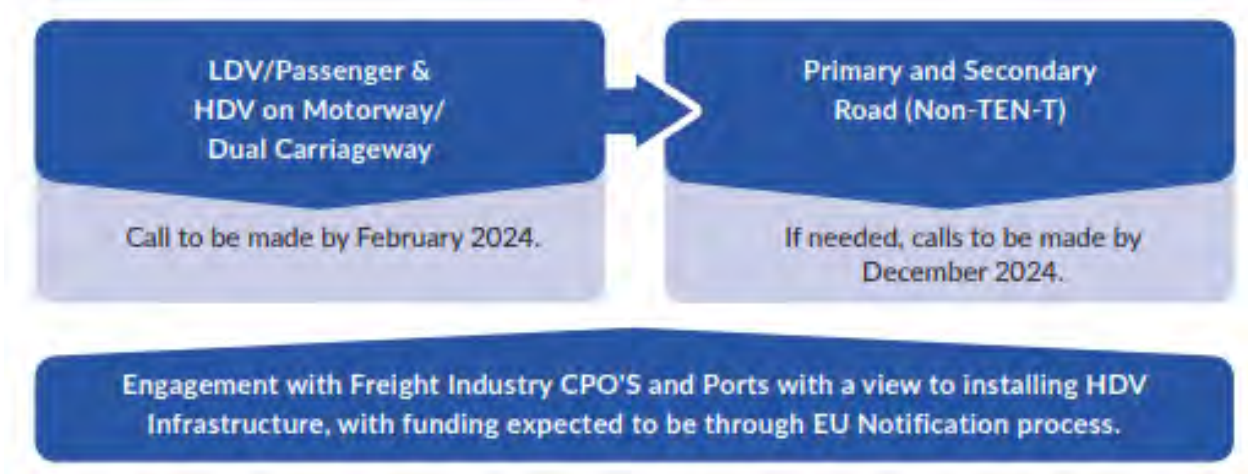 LDV/Passenger &
HDV on Motorway/
Dual Carriageway
Call to be made by February 2024.
Primary and Secondary
Road (Non-TEN-T)
If needed, calls to be made by
December 2024.
Engagement with Freight Industry CPO'S and Ports with a view to installing HDV
Infrastructure, with funding expected to be through EU Notification process.